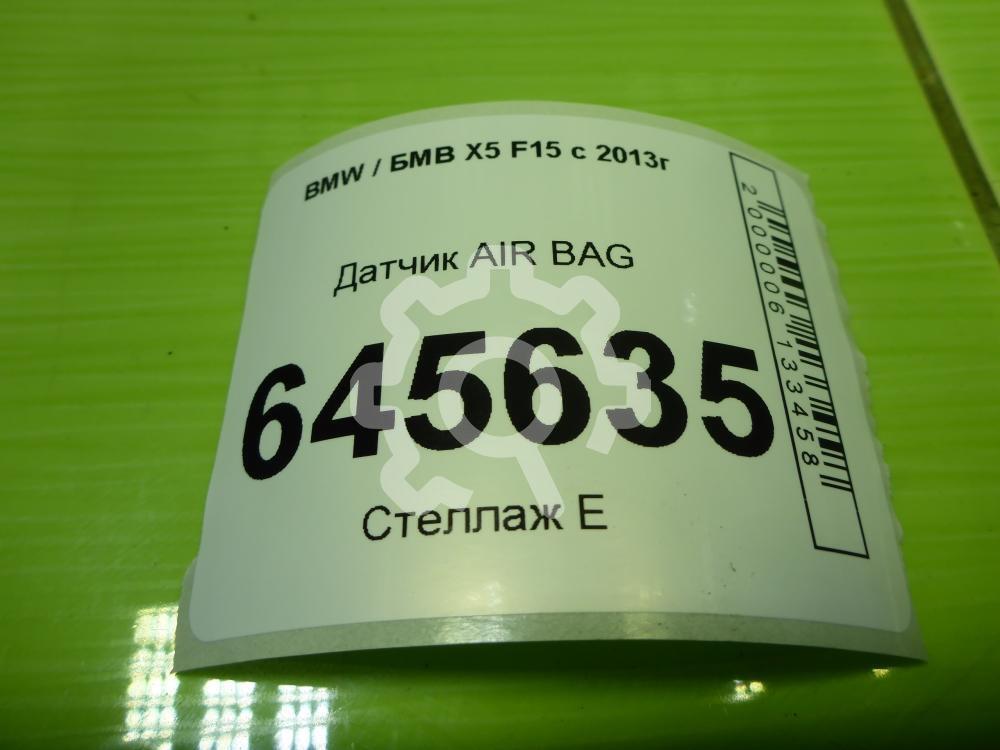 BMW / БМВ X5 F15 с 2013г
Датчик AIR BAG
645635
Стеллаж Е
2000006133458